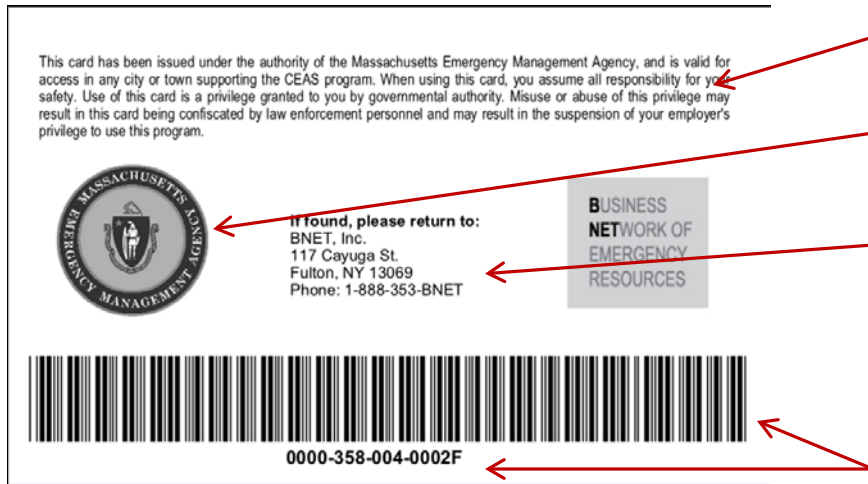 This card has been issued under the authority of the Massachusetts Emergency Management Agency, and is valid for
access in any city or town supporting the CEAS program. When using this card, you assume all responsibility for your
safety. Use of this card is a privilege granted to you by governmental authority. Misuse or abuse of this privilege may
result in this card being confiscated by law enforcement personnel and may result in the suspension of your employer's
privilege to use this program.
MASSACHUSETTS
EMERGENCY MANAGEMENT AGENCY
If found, please return to:
BNET, Inc.
117 Cayuga St.
Fulton, NY 13069
Phone: 1-888-353-BNET
BUSINESS
NETWORK OF
EMERGENCY
RESOURCES
0000-358-004-0002F